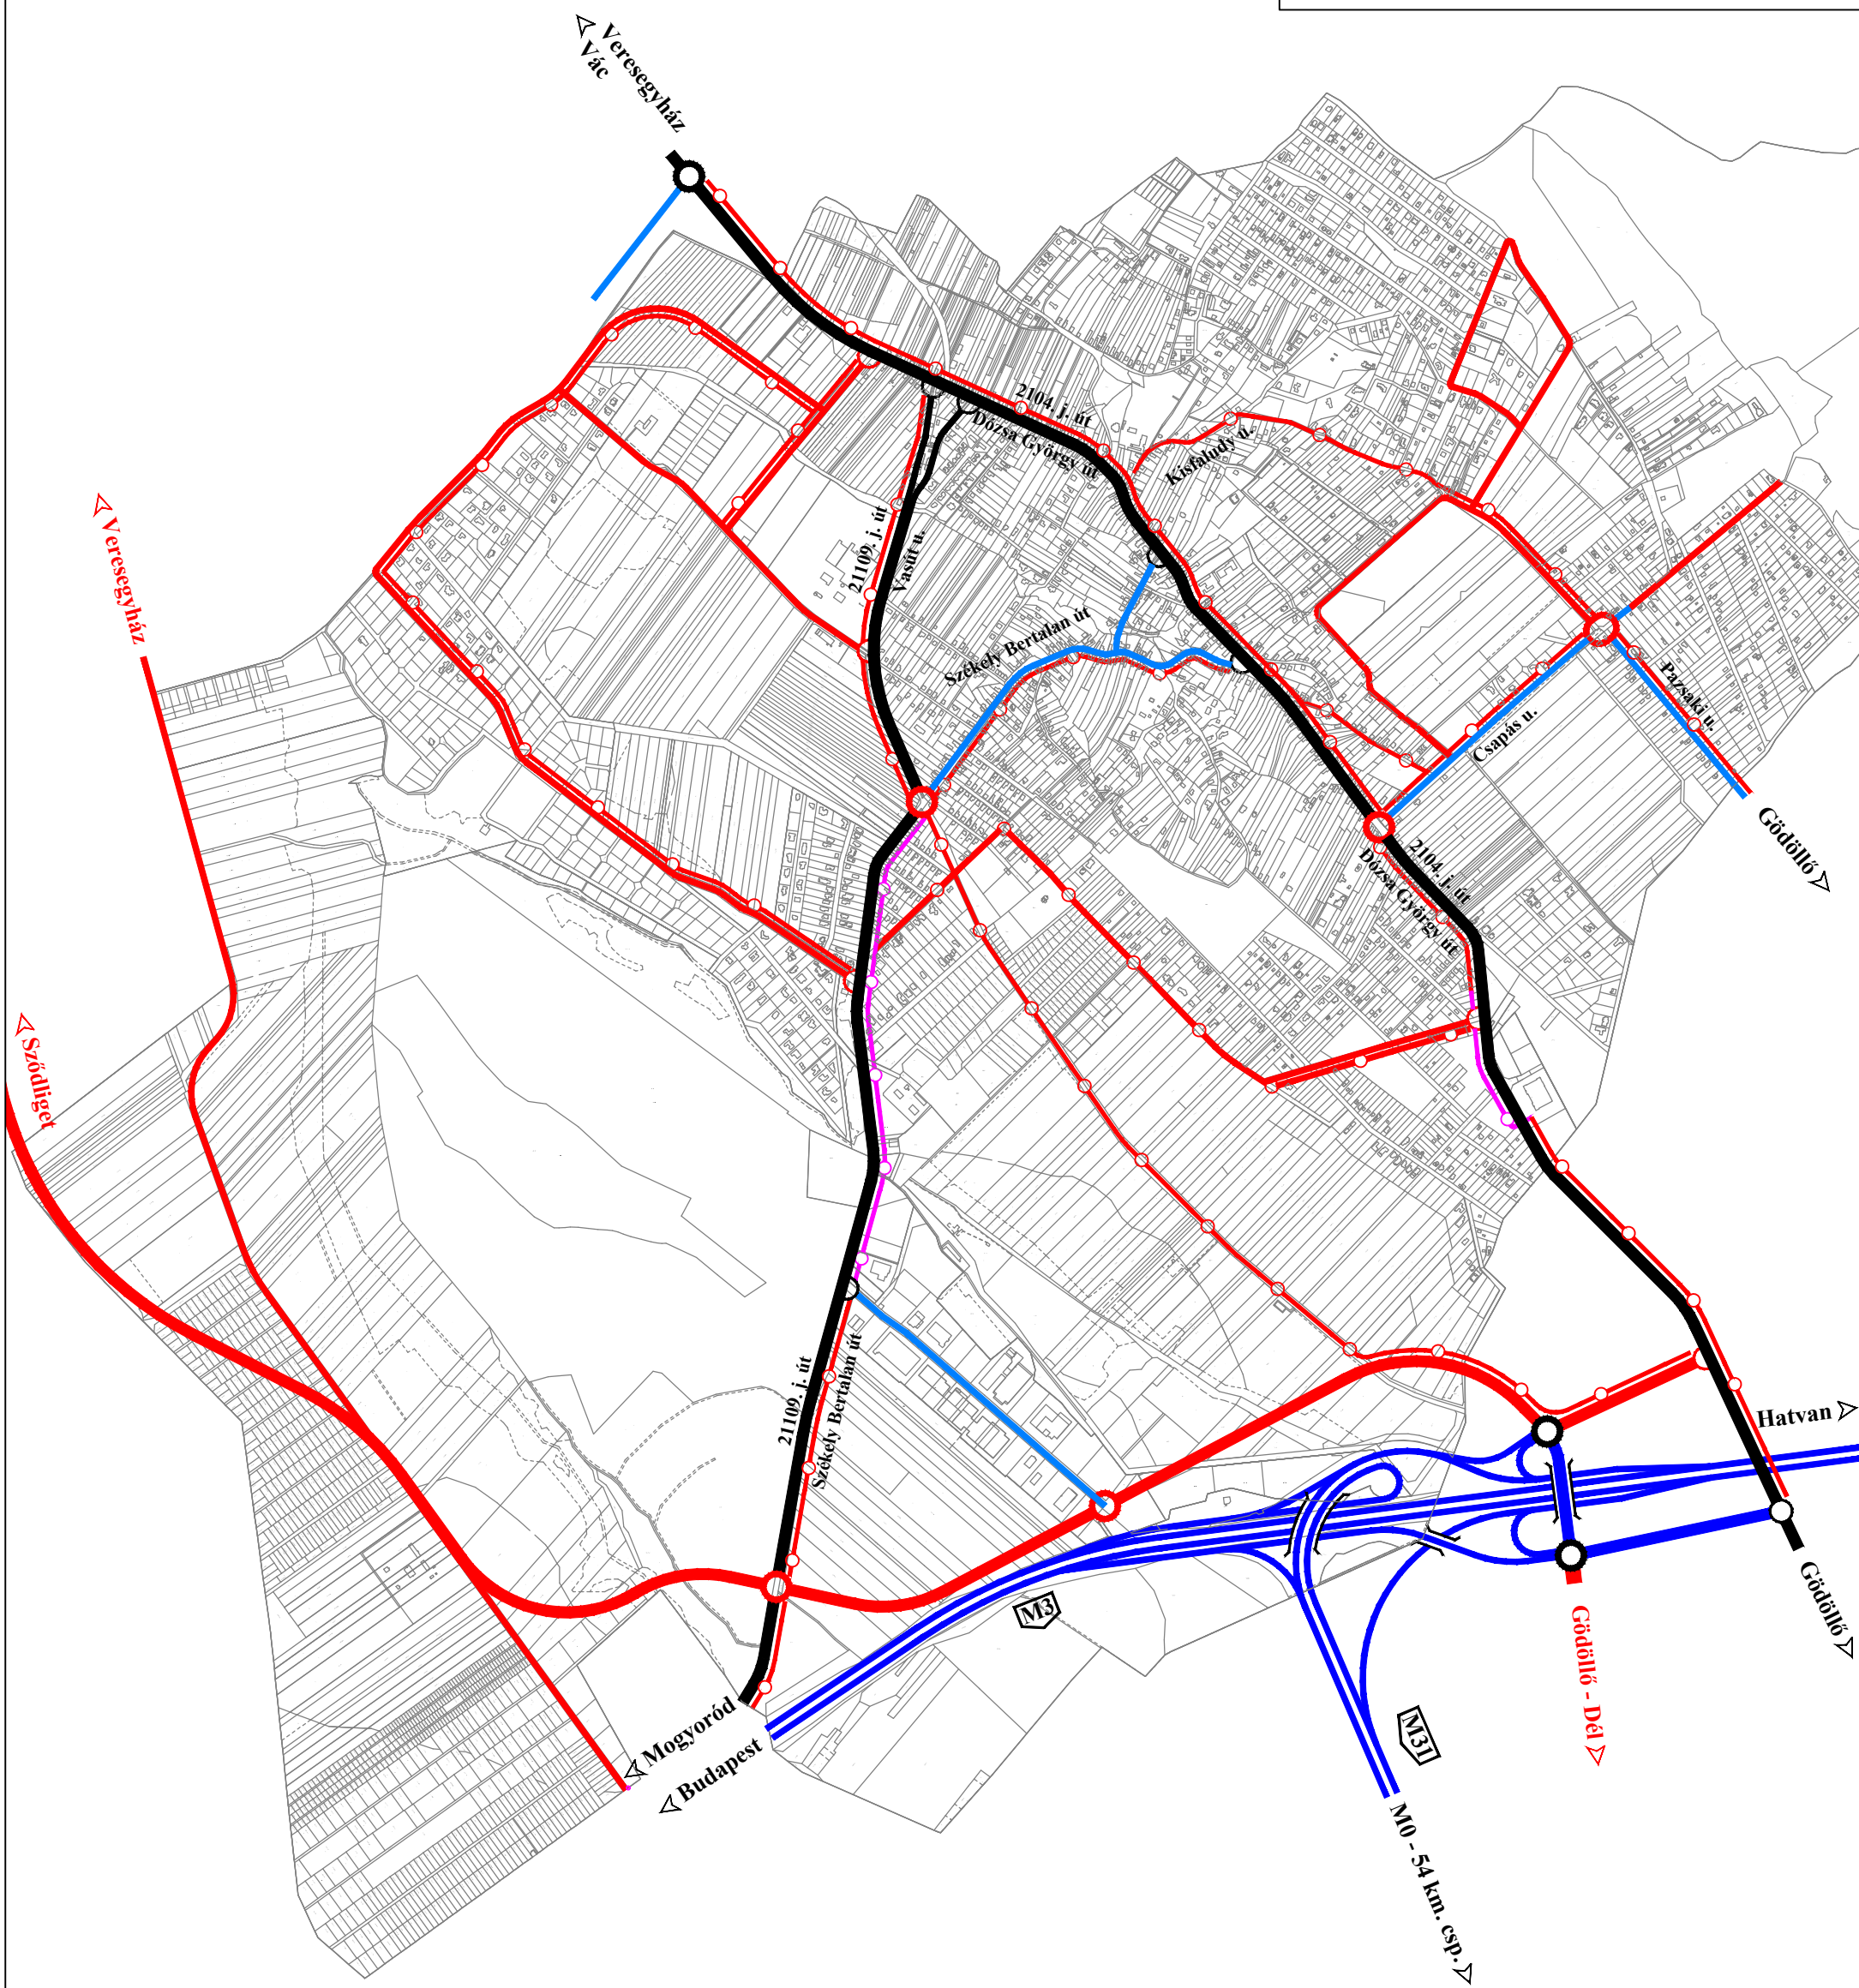 Veresegyház
Vác
2104. j. út
Dózsa György út
Kisfaludy u.
Veresegyház
21109. j. út
Vasút u.
Székely Bertalan út
Pazsaki u.
Csapás u.
Gödöllő
2104. j. út
Dózsa György út
Sződliget
Hatvan
21109. j. út
Székely Bertalan út
M3
Gödöllő
Gödöllő - Dél
Mogyoród
Budapest
M31
M0 - 54 km. csp.